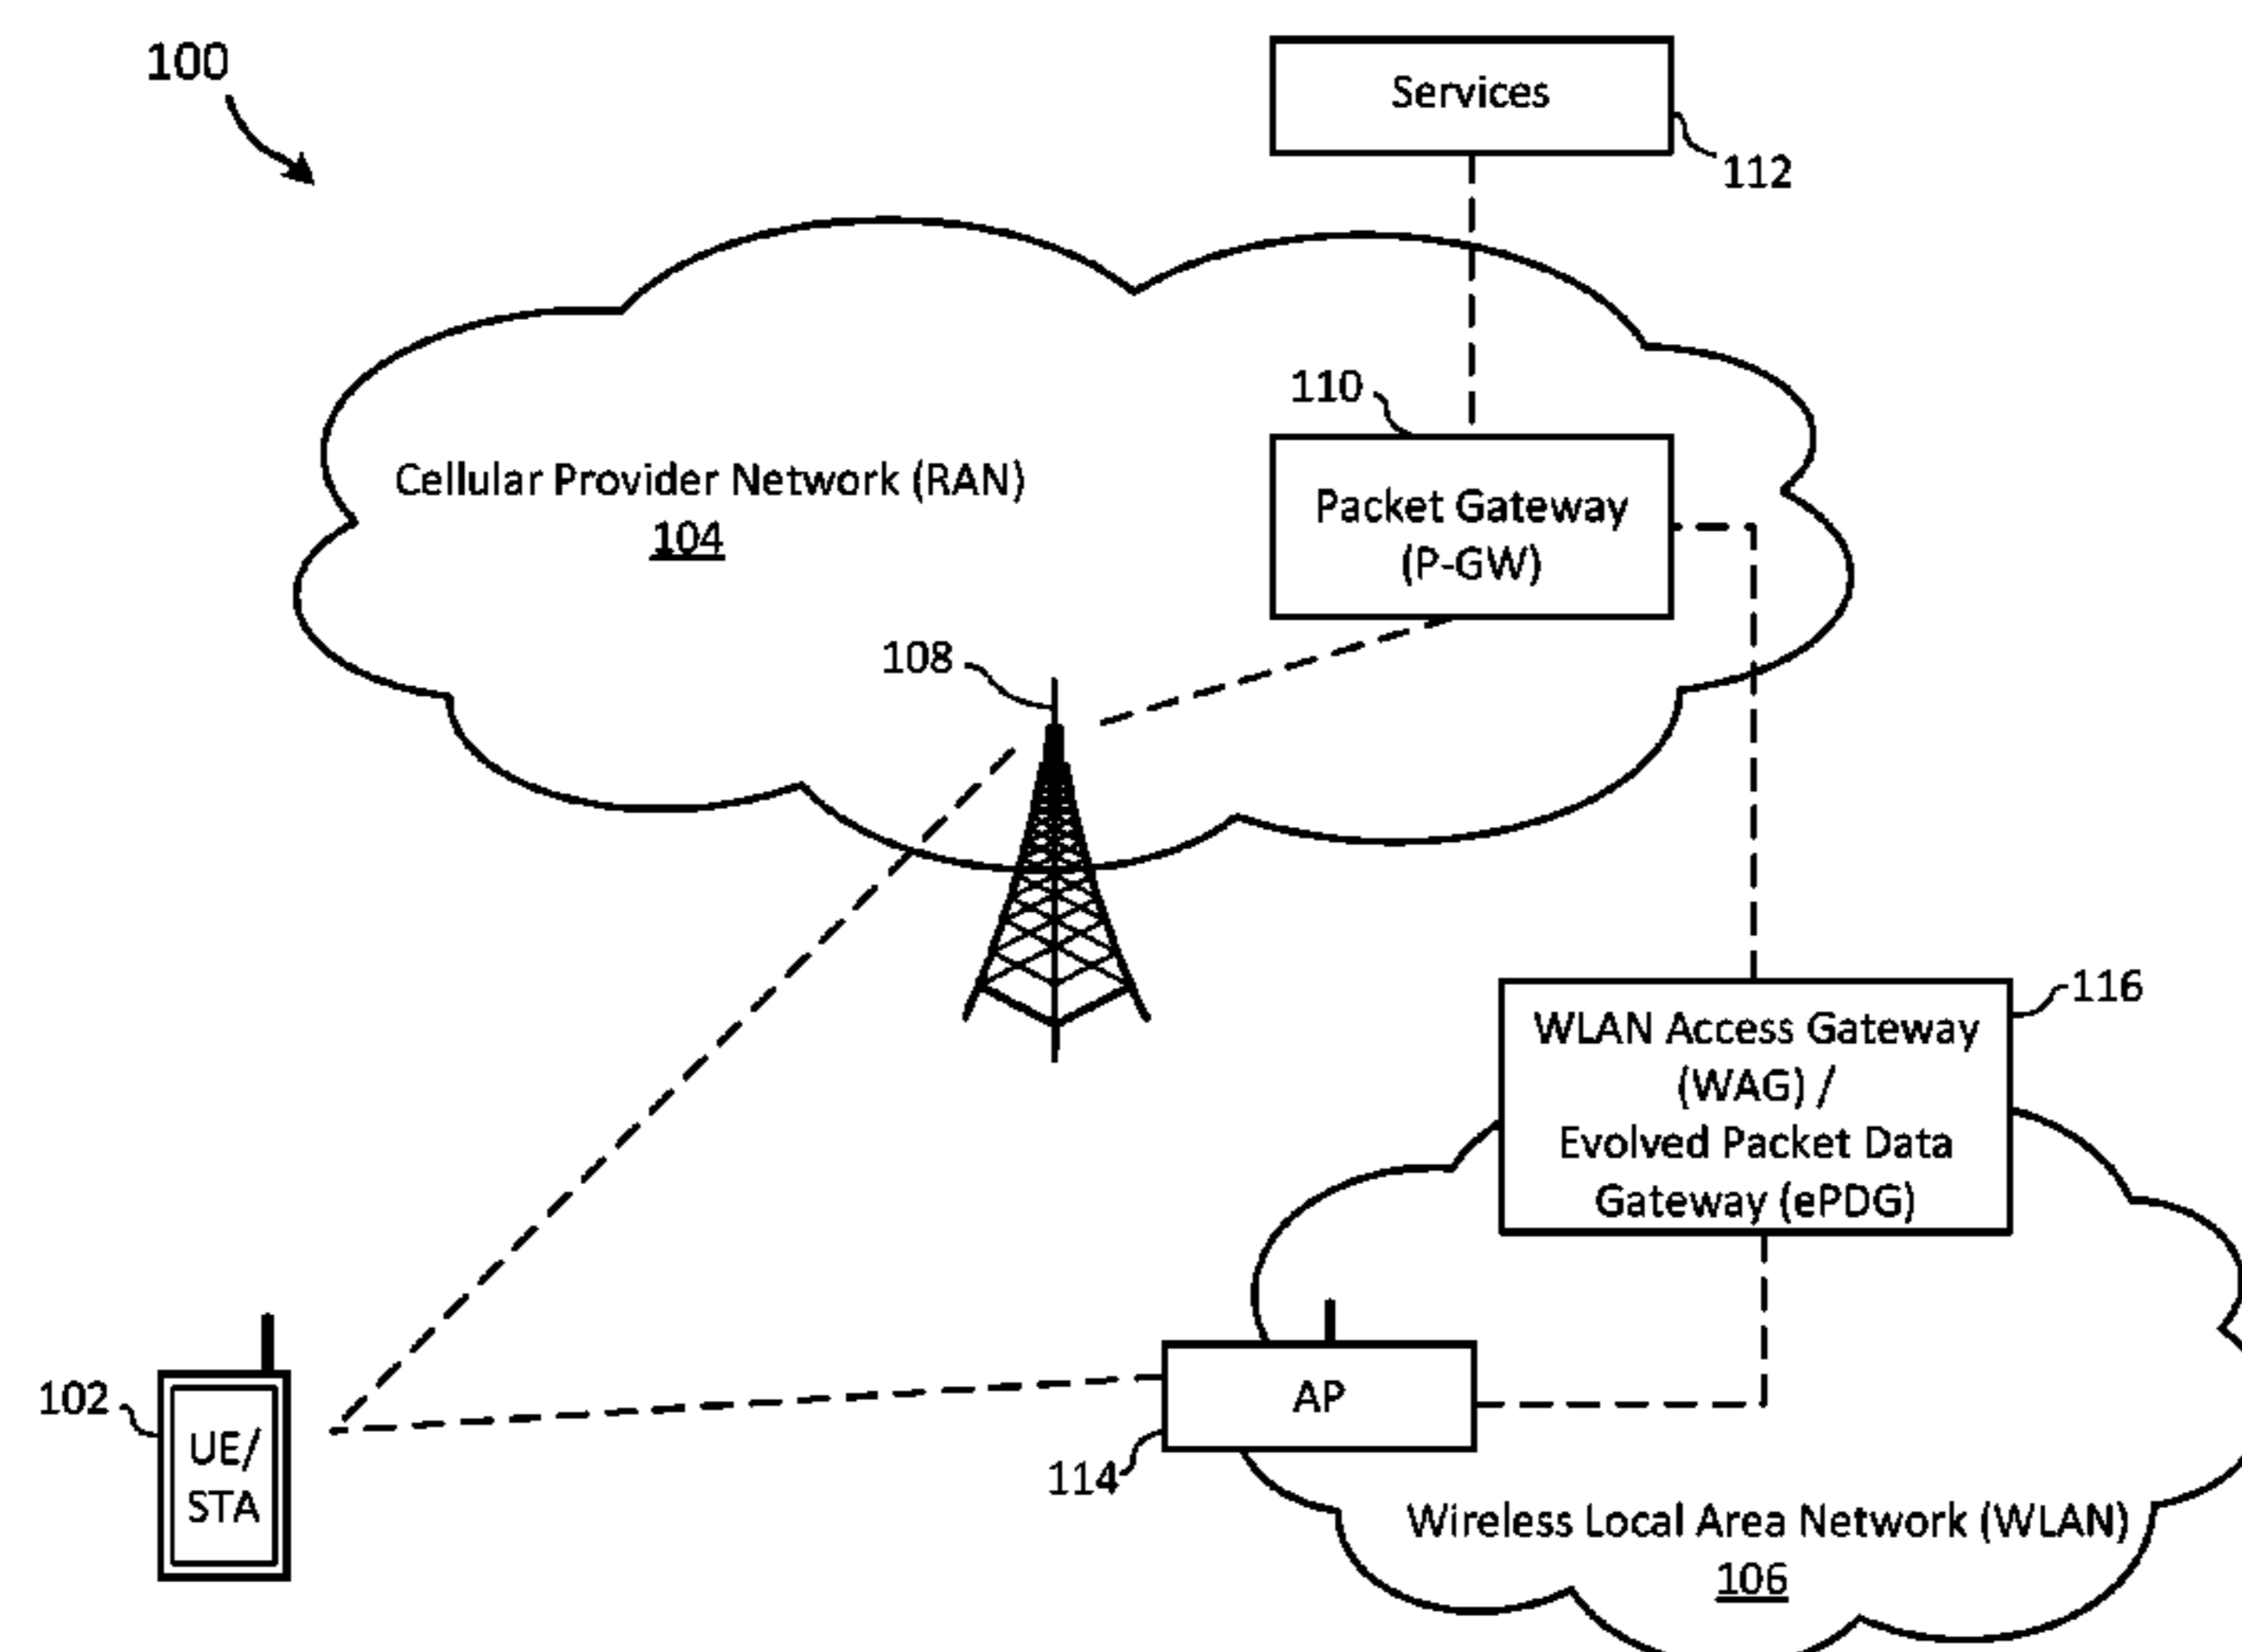 100
Services
112
110
Cellular Provider Network (RAN)
104
Packet Gateway
(P-GW)
108
116
WLAN Access Gateway
(WAG) /
Evolved Packet Data
Gateway (ePDG)
102
UE/
STA
AP
114
Wireless Local Area Network (WLAN)
106